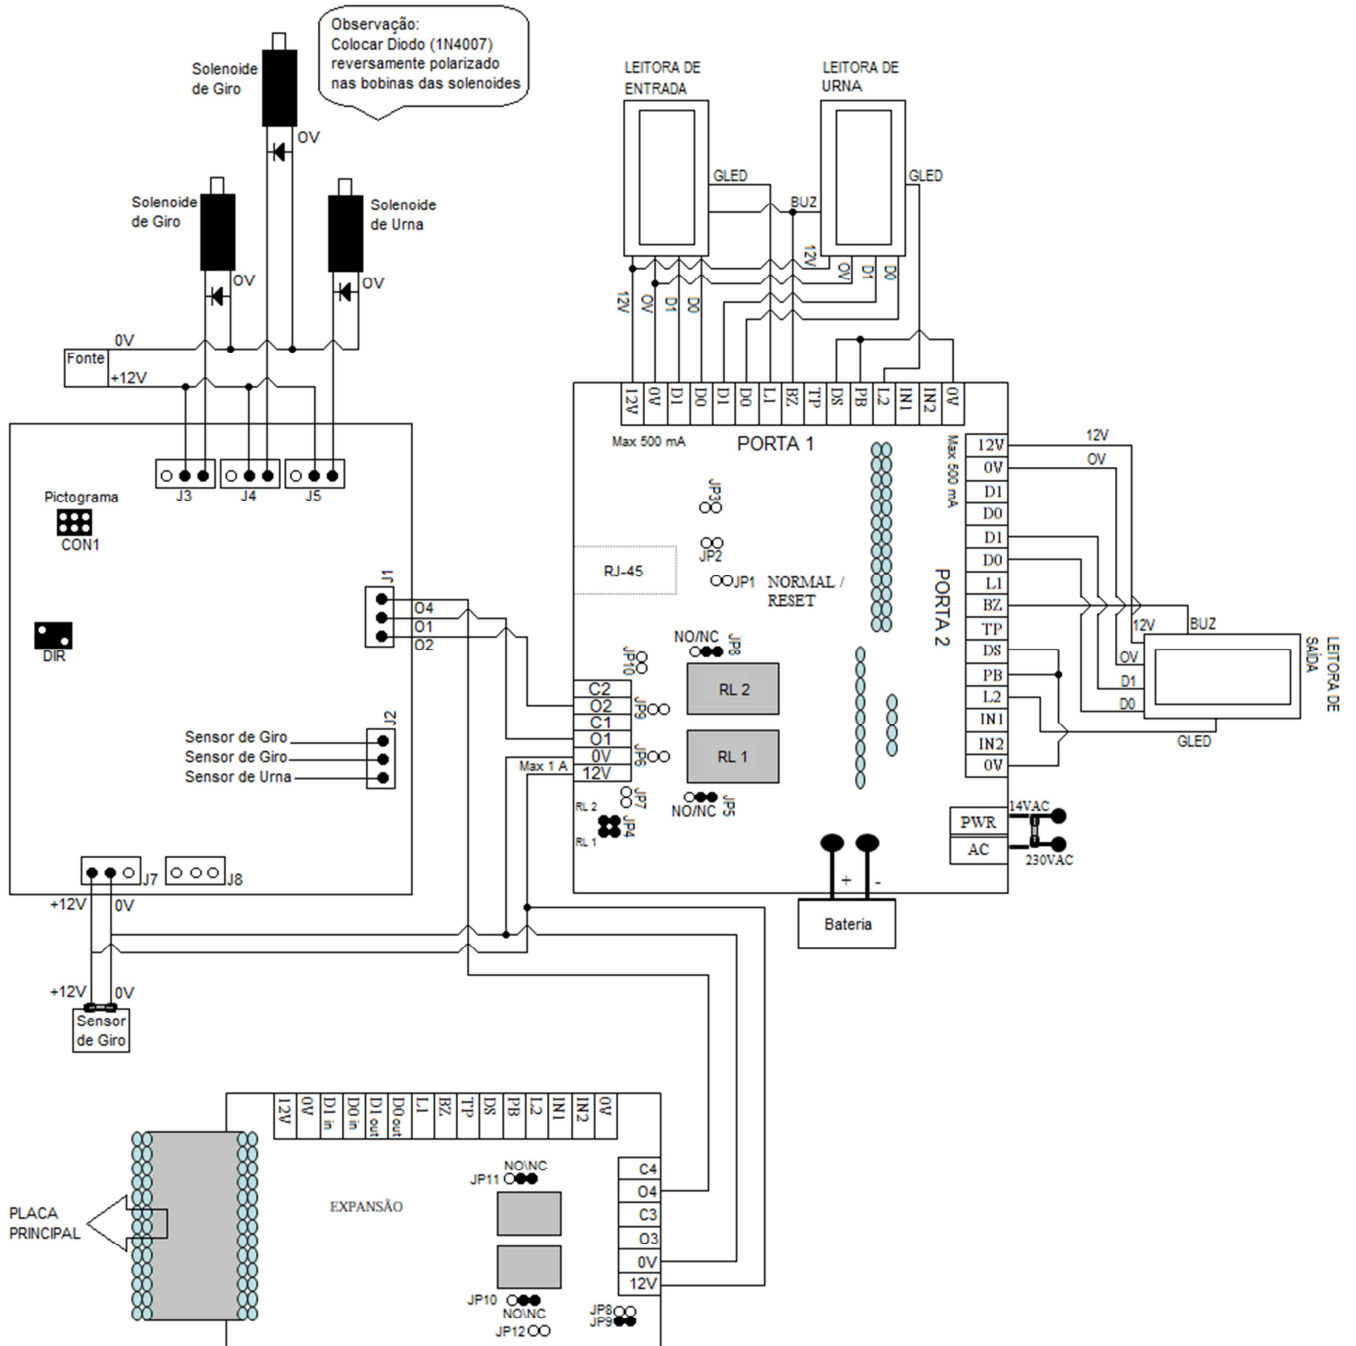 Observação:
Colocar Diodo (1N4007)
reversamente polarizado
nas bobinas das solenoides
Solenoide
de Giro
OV
Solenoide
de Giro
OV
Solenoide
de Urna
OV
Fonte
0V
+12V
J3
J4
J5
Pictograma
CON1
DIR
J1
O4
O1
O2
J2
Sensor de Giro
Sensor de Giro
Sensor de Urna
J7
J8
+12V
0V
+12V
0V
Sensor
de Giro
LEITORA DE
ENTRADA
LEITORA DE
URNA
GLED
BUZ
GLED
12V
OV
D1
D0
12V
OV
D1
D0
12V
0V
D1
D0
D1
D0
L1
BZ
TP
DS
PB
L2
IN1
IN2
0V
Max 500 mA
PORTA 1
Max 500 mA
12V
0V
D1
D0
D1
D0
L1
BZ
TP
DS
PB
L2
IN1
IN2
0V
PORTA 2
12V
OV
BUZ
12V
OV
D1
D0
GLED
LEITORA DE
SAÍDA
JP3
JP2
JP1
NORMAL /
RESET
RJ-45
NO/NC
JP8
JP10
RL 2
C2
O2
C1
O1
0V
12V
JP9
JP6
RL 1
Max 1 A
JP7
NO/NC
JP5
RL 2
JP4
RL 1
PWR
AC
14VAC
230VAC
+
-
Bateria
12V
0V
D1 in
D0 in
D1 out
D0 out
L1
BZ
TP
DS
PB
L2
IN1
IN2
0V
NO\NC
JP11
EXPANSÃO
C4
O4
C3
O3
0V
12V
JP10
NO\NC
JP12
JP8
JP9
PLACA
PRINCIPAL